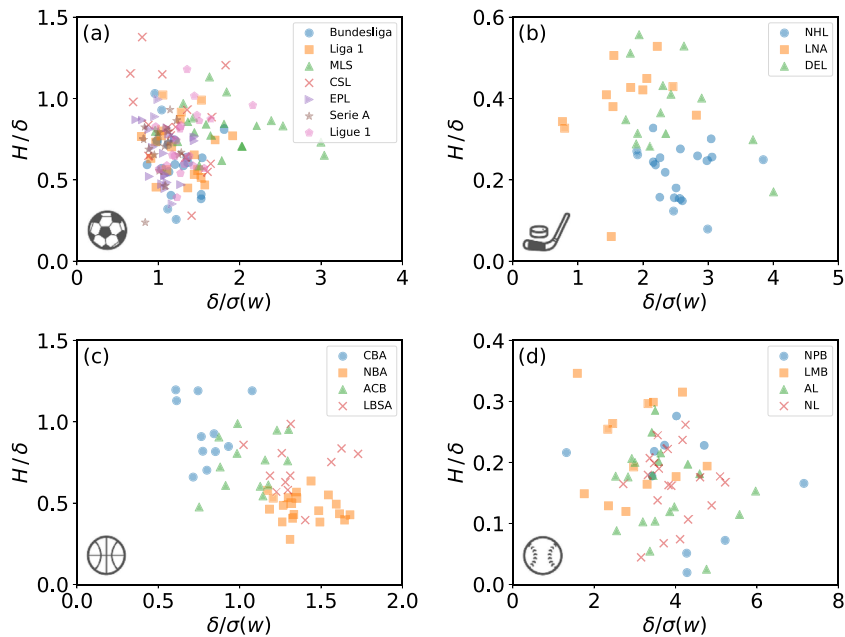 (a)
Bundesliga
Liga 1
MLS
CSL
EPL
Serie A
Ligue 1
1.5
1.0
0.5
0.0
H/δ
0 1 2 3 4
δ/σ(w)
(b)
NHL
LNA
DEL
0.6
0.4
0.2
0.0
H/δ
0 1 2 3 4 5
δ/σ(w)
(c)
CBA
NBA
ACB
LBSA
1.5
1.0
0.5
0.0
H/δ
0.0 0.5 1.0 1.5 2.0
δ/σ(w)
(d)
NPB
LMB
AL
NL
0.4
0.3
0.2
0.1
0.0
H/δ
0 2 4 6 8
δ/σ(w)